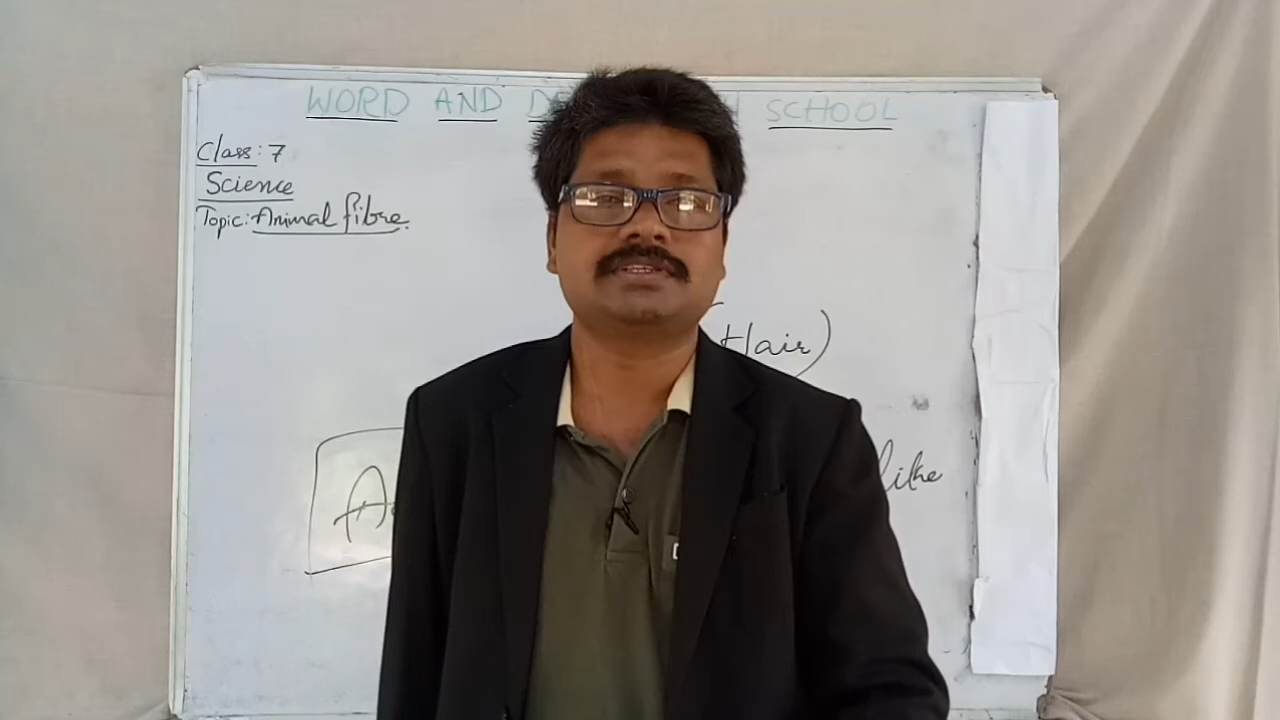 WORD AND SCHOOL
Class: 7
Science
Topic: Animal fibre.
(Hair)
like